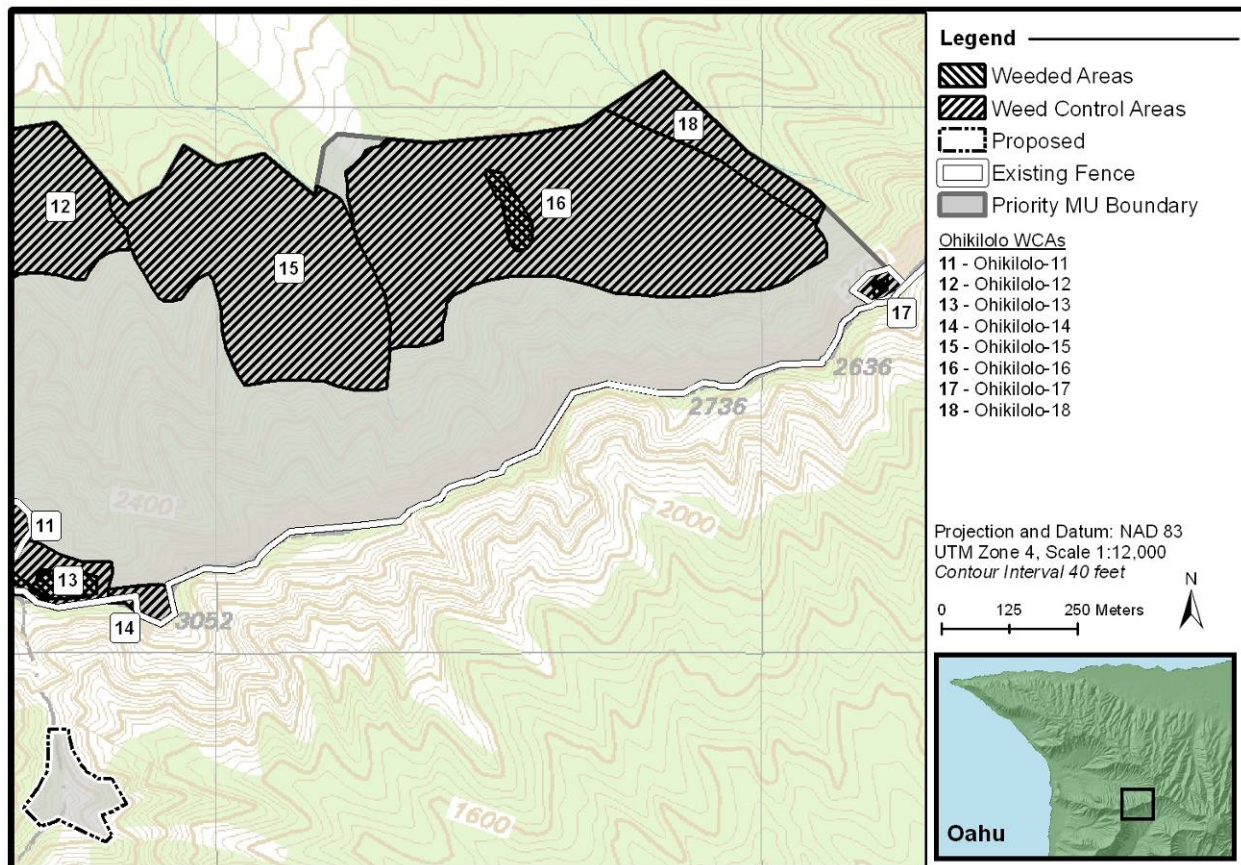 18
12
16
15
17
2636
2736
2400
11
2000
13
14
3052
1600
Legend
Weeded Areas
Weed Control Areas
Proposed
Existing Fence
Priority MU Boundary
Ohikilolo WCAs
11 - Ohikilolo-11
12 - Ohikilolo-12
13 - Ohikilolo-13
14 - Ohikilolo-14
15 - Ohikilolo-15
16 - Ohikilolo-16
17 - Ohikilolo-17
18 - Ohikilolo-18
Projection and Datum: NAD 83
UTM Zone 4, Scale 1:12,000
Contour Interval 40 feet
N
0 125 250 Meters
Oahu